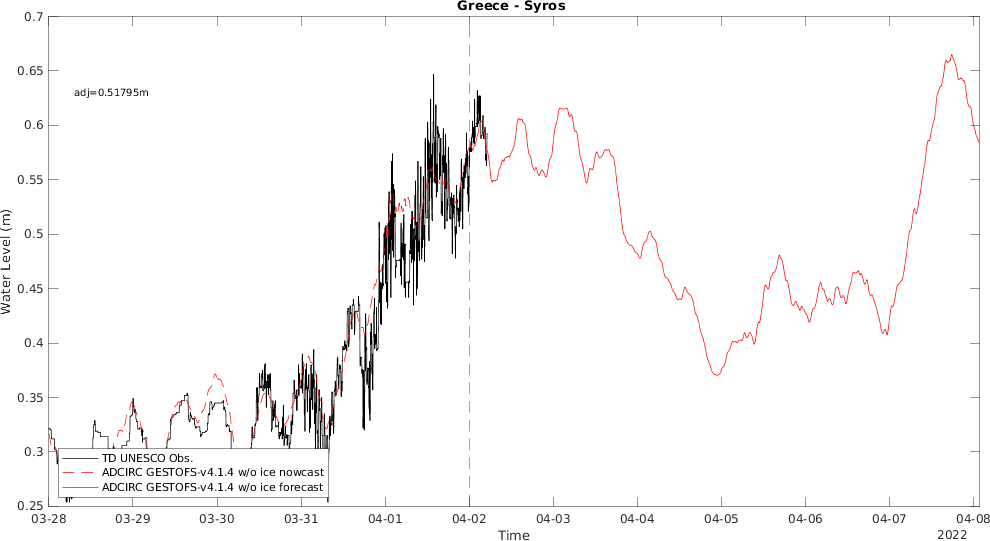 Greece - Syros
0.7
0.65
adj=0.51795m
0.6
0.55
0.5
Water Level (m)
0.45
0.4
0.35
0.3
0.25
TD UNESCO Obs.
ADCIRC GESTOFS-v4.1.4 w/o ice nowcast
ADCIRC GESTOFS-v4.1.4 w/o ice forecast
03-28 03-29 03-30 03-31 04-01 04-02 04-03 04-04 04-05 04-06 04-07 04-08
Time
2022